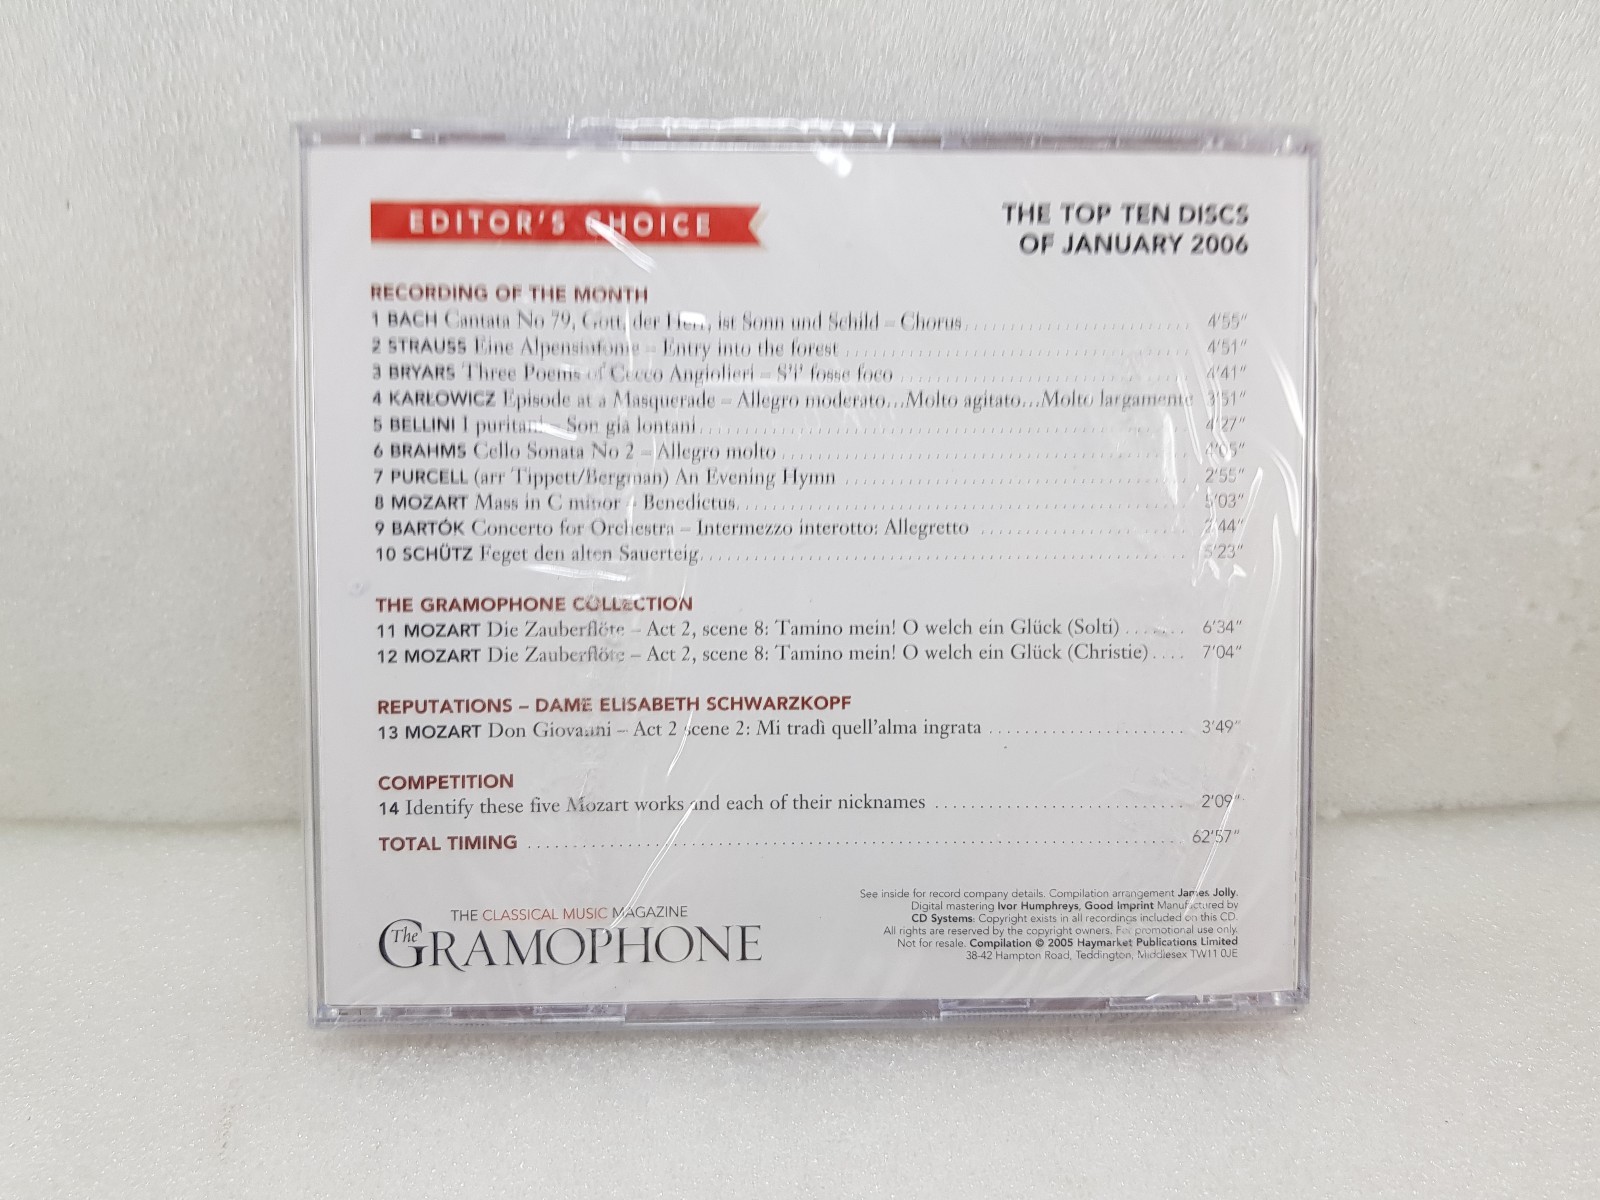 EDITOR'S CHOICE
THE TOP TEN DISCS
OF JANUARY 2006
RECORDING OF THE MONTH
1 BACH Cantata No 79, Gott, der Herr, ist Sonn und Schild – Chorus 4'55"
2 STRAUSS Eine Alpensinfonie – Entry into the forest 4'51"
3 BRYARS Three Poems of Cecco Angiolieri – S'i' fosse foco 4'41"
4 KARŁOWICZ Episode at a Masquerade – Allegro moderato...Molto agitato...Molto largamente 3'51"
5 BELLINI I puritani – Son già lontani 4'27"
6 BRAHMS Cello Sonata No 2 – Allegro molto 4'05"
7 PURCELL (arr Tippett/Bergman) An Evening Hymn 2'55"
8 MOZART Mass in C minor – Benedictus 5'03"
9 BARTÓK Concerto for Orchestra – Intermezzo interotto: Allegretto 2'44"
10 SCHÜTZ Feget den alten Sauerteig 5'23"
THE GRAMOPHONE COLLECTION
11 MOZART Die Zauberflöte – Act 2, scene 8: Tamino mein! O welch ein Glück (Solti) 6'34"
12 MOZART Die Zauberflöte – Act 2, scene 8: Tamino mein! O welch ein Glück (Christie) 7'04"
REPUTATIONS – DAME ELISABETH SCHWARZKOPF
13 MOZART Don Giovanni – Act 2 scene 2: Mi tradì quell'alma ingrata 3'49"
COMPETITION
14 Identify these five Mozart works and each of their nicknames 2'09"
TOTAL TIMING 62'57"
See inside for record company details. Compilation arrangement James Jolly.
Digital mastering Ivor Humphreys, Good Imprint Manufactured by
CD Systems. Copyright exists in all recordings included on this CD.
All rights are reserved by the copyright owners. For promotional use only.
Not for resale. Compilation © 2005 Haymarket Publications Limited
38-42 Hampton Road, Teddington, Middlesex TW11 0JE
THE CLASSICAL MUSIC MAGAZINE
The GRAMOPHONE